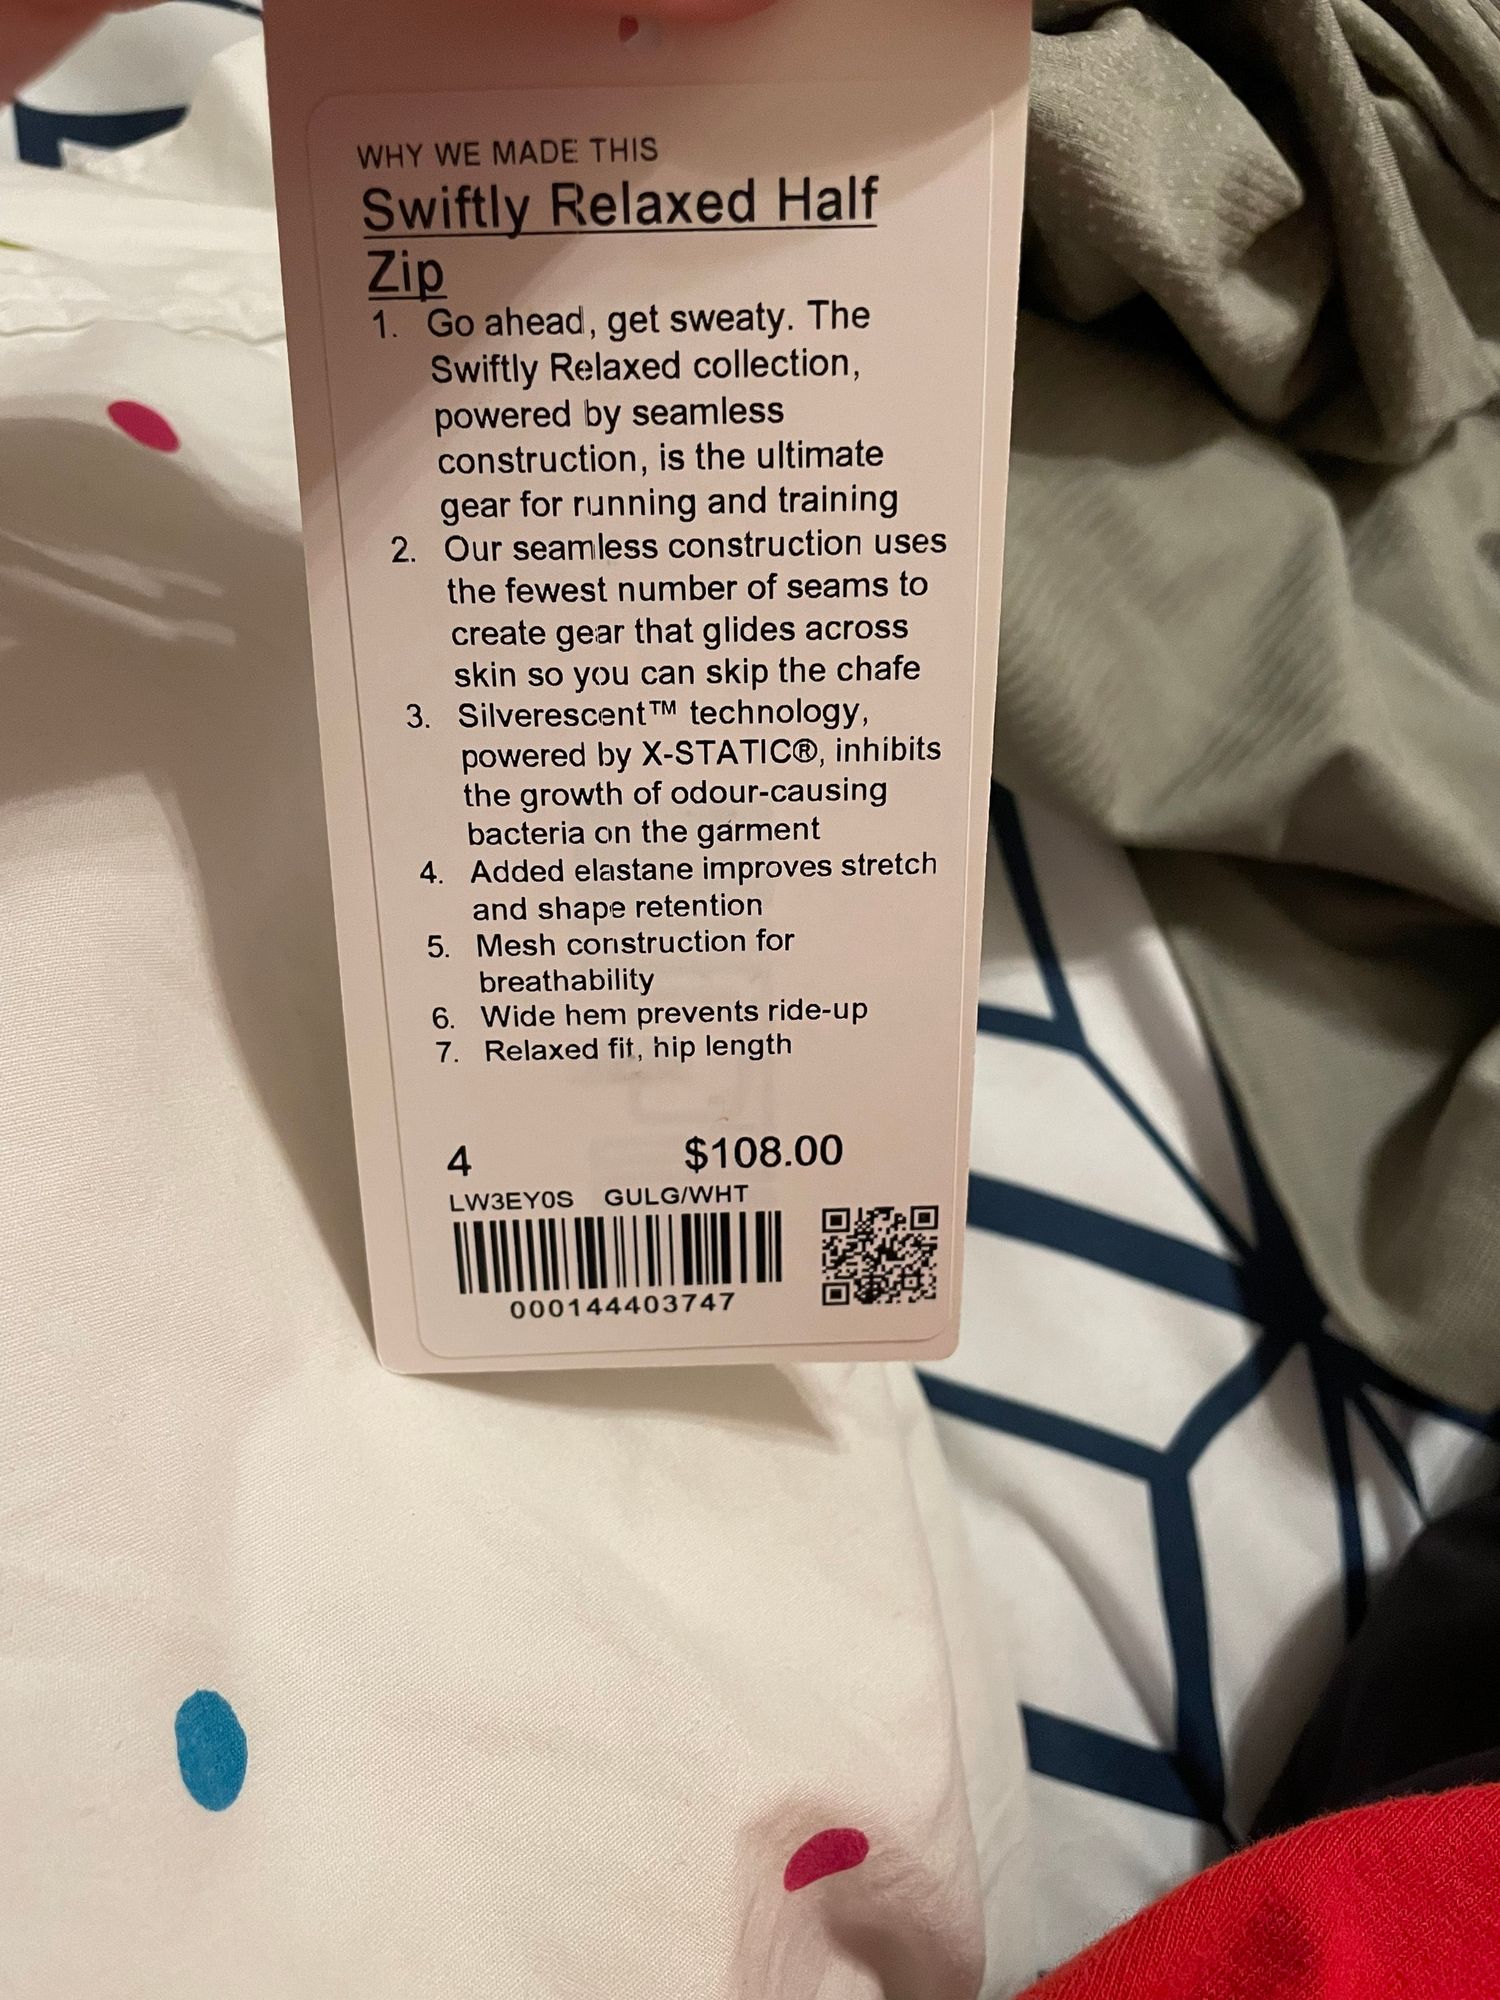 WHY WE MADE THIS
Swiftly Relaxed Half
Zip
1. Go ahead, get sweaty. The
Swiftly Relaxed collection,
powered by seamless
construction, is the ultimate
gear for running and training
2. Our seamless construction uses
the fewest number of seams to
create gear that glides across
skin so you can skip the chafe
3. Silverescent™ technology,
powered by X-STATIC®, inhibits
the growth of odour-causing
bacteria on the garment
4. Added elastane improves stretch
and shape retention
5. Mesh construction for
breathability
6. Wide hem prevents ride-up
7. Relaxed fit, hip length
4 $108.00
LW3EY0S GULG/WHT
000144403747